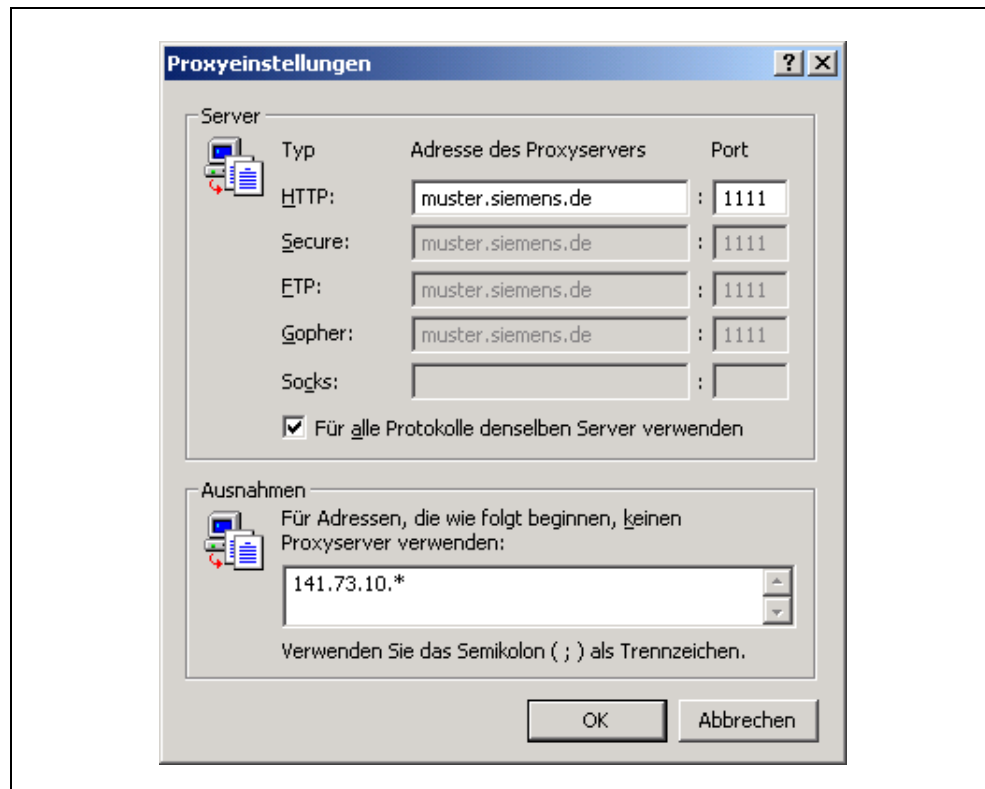 Proxyeinstellungen
Server
Typ Adresse des Proxyservers Port
HTTP: muster.siemens.de : 1111
Secure: muster.siemens.de : 1111
FTP: muster.siemens.de : 1111
Gopher: muster.siemens.de : 1111
Socks: :
Für alle Protokolle denselben Server verwenden
Ausnahmen
Für Adressen, die wie folgt beginnen, keinen
Proxyserver verwenden:
141.73.10.*
Verwenden Sie das Semikolon ( ; ) als Trennzeichen.
OK Abbrechen